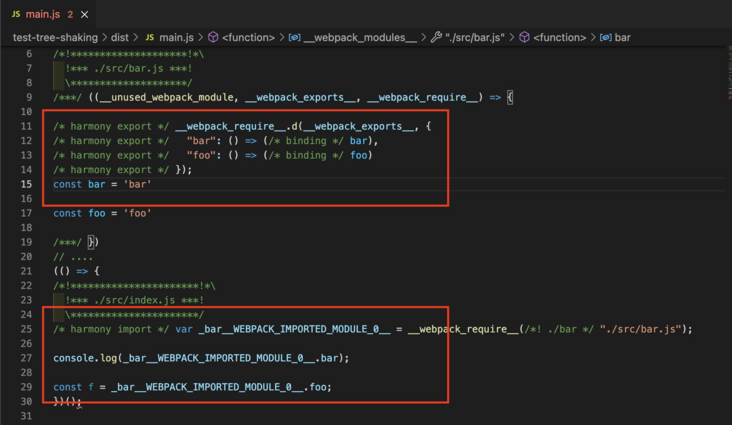 JS main.js 2 ×
test-tree-shaking > dist > JS main.js > <function> > __webpack_modules__ > "./src/bar.js" > <function> > bar
6 /*!********************!*\
7 !*** ./src/bar.js ***!
8 \********************/
9 /***/ ((__unused_webpack_module, __webpack_exports__, __webpack_require__) => {
10
11 /* harmony export */ __webpack_require__.d(__webpack_exports__, {
12 /* harmony export */ "bar": () => (/* binding */ bar),
13 /* harmony export */ "foo": () => (/* binding */ foo)
14 /* harmony export */ });
15 const bar = 'bar'
16
17 const foo = 'foo'
18
19 /***/ })
20 // ....
21 (() => {
22 /*!**********************!*\
23 !*** ./src/index.js ***!
24 \**********************/
25 /* harmony import */ var _bar__WEBPACK_IMPORTED_MODULE_0__ = __webpack_require__(/*! ./bar */ "./src/bar.js");
26
27 console.log(_bar__WEBPACK_IMPORTED_MODULE_0__.bar);
28
29 const f = _bar__WEBPACK_IMPORTED_MODULE_0__.foo;
30 })();
31